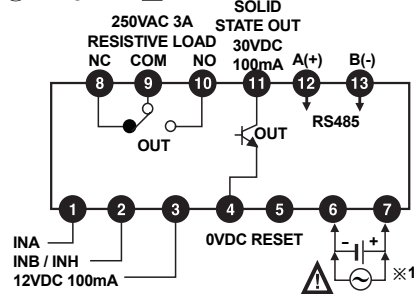 SOLID
250VAC 3A STATE OUT
RESISTIVE LOAD 30VDC
NC COM NO 100mA A(+) B(-)
8 9 10 11 12 13
OUT OUT RS485
1 2 3 4 5 6 7
INA 0VDC RESET - +
INB / INH
12VDC 100mA ※1